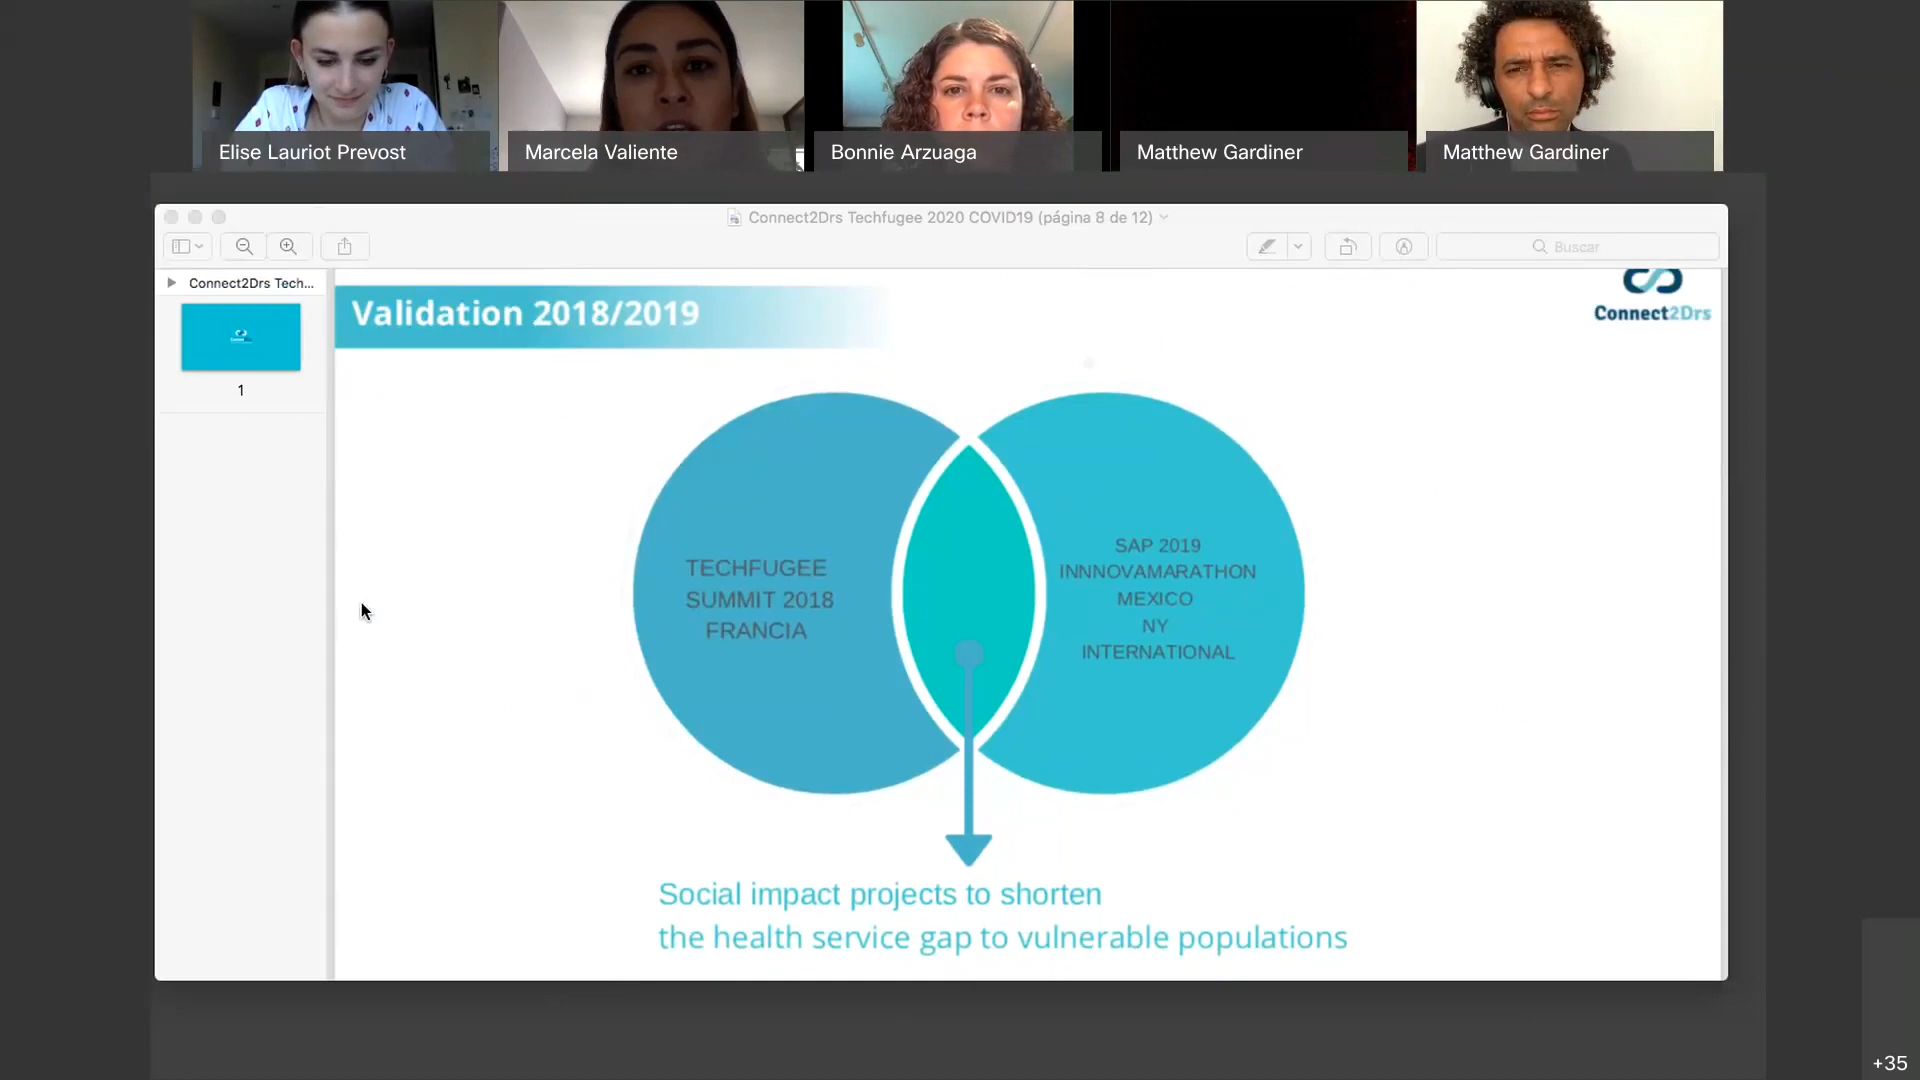 Elise Lauriot Prevost
Marcela Valiente
Bonnie Arzuaga
Matthew Gardiner
Matthew Gardiner
Connect2Drs Techfugee 2020 COVID19 (página 8 de 12)
Buscar
Connect2Drs Tech...
1
Validation 2018/2019
Connect2Drs
TECHFUGEE
SUMMIT 2018
FRANCIA
SAP 2019
INNNOVAMARATHON
MEXICO
NY
INTERNATIONAL
Social impact projects to shorten
the health service gap to vulnerable populations
+35